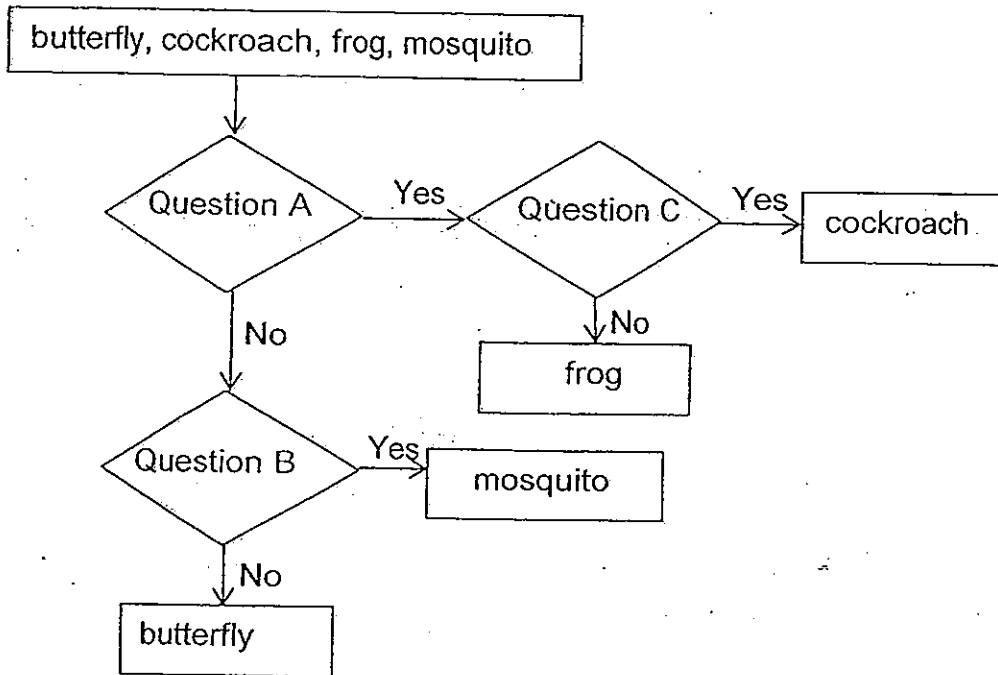 butterfly, cockroach, frog, mosquito
Question A
Yes
Question C
Yes
cockroach
No
No
frog
Question B
Yes
mosquito
No
butterfly